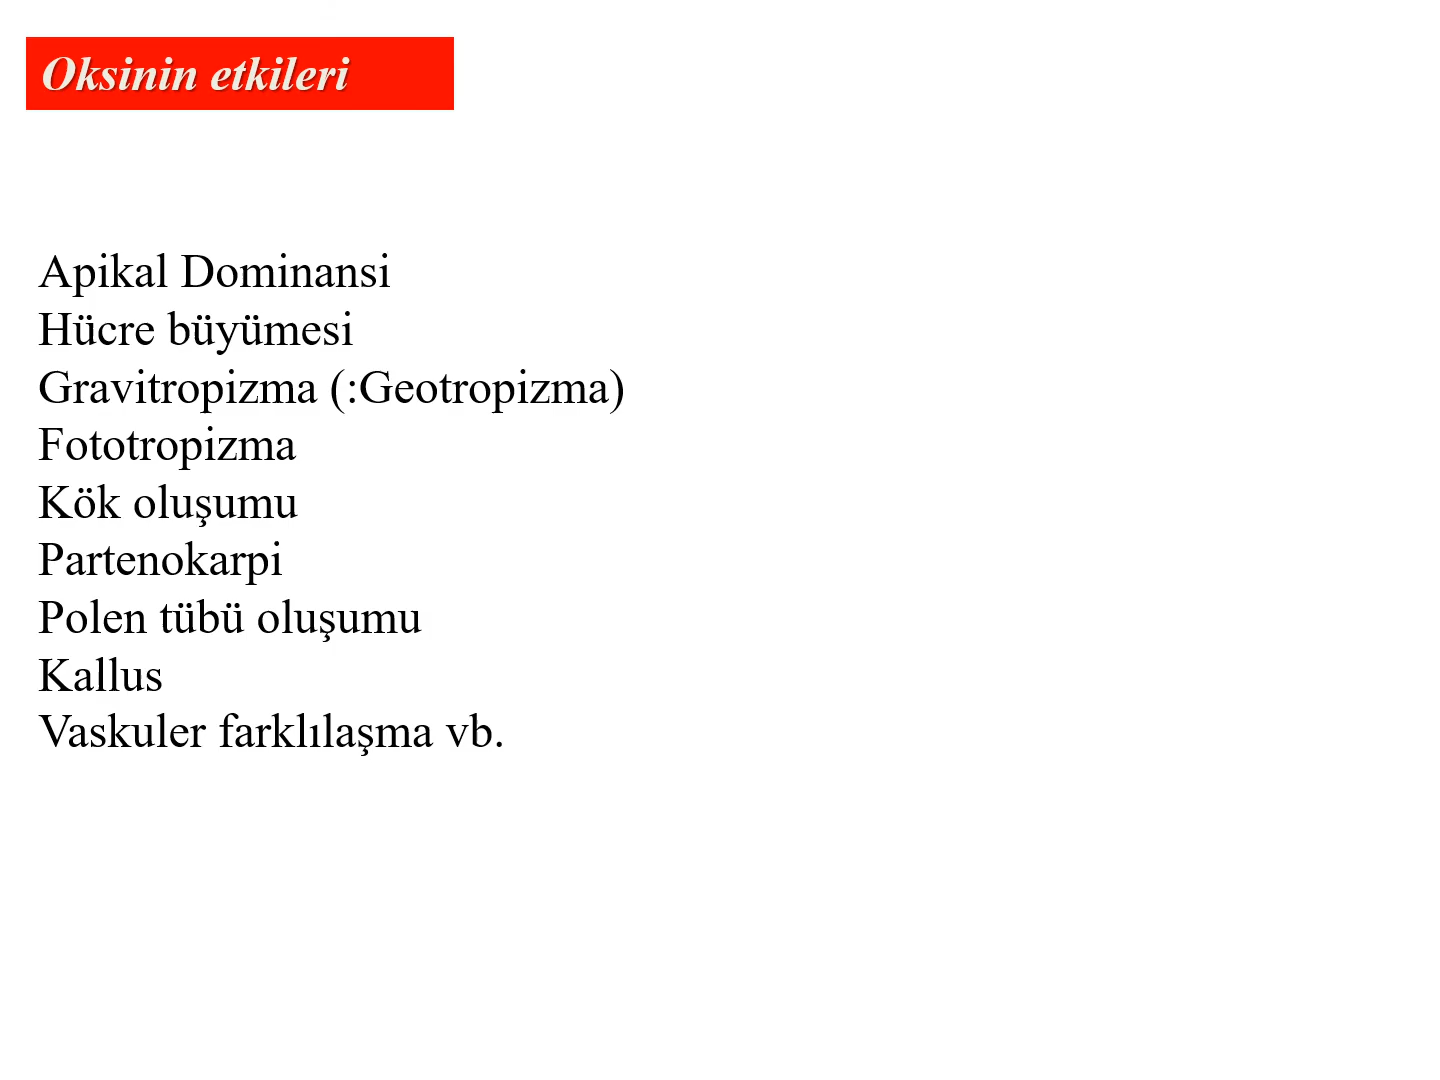 Oksinin etkileri
Apikal Dominansi
Hücre büyümesi
Gravitropizma (:Geotropizma)
Fototropizma
Kök oluşumu
Partenokarpi
Polen tübü oluşumu
Kallus
Vaskuler farklılaşma vb.